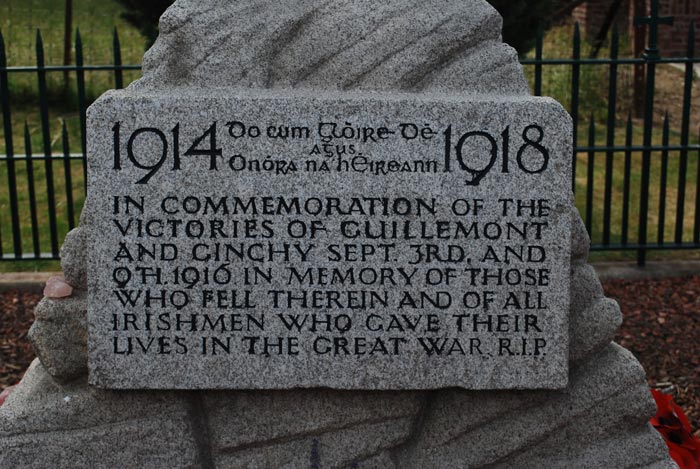 1914 Do cum Glóire Dé 1918
agus
Onóra na hÉireann
IN COMMEMORATION OF THE
VICTORIES OF GUILLEMONT
AND GINCHY SEPT. 3RD. AND
9TH. 1916 IN MEMORY OF THOSE
WHO FELL THEREIN AND OF ALL
IRISHMEN WHO GAVE THEIR
LIVES IN THE GREAT WAR. R.I.P.